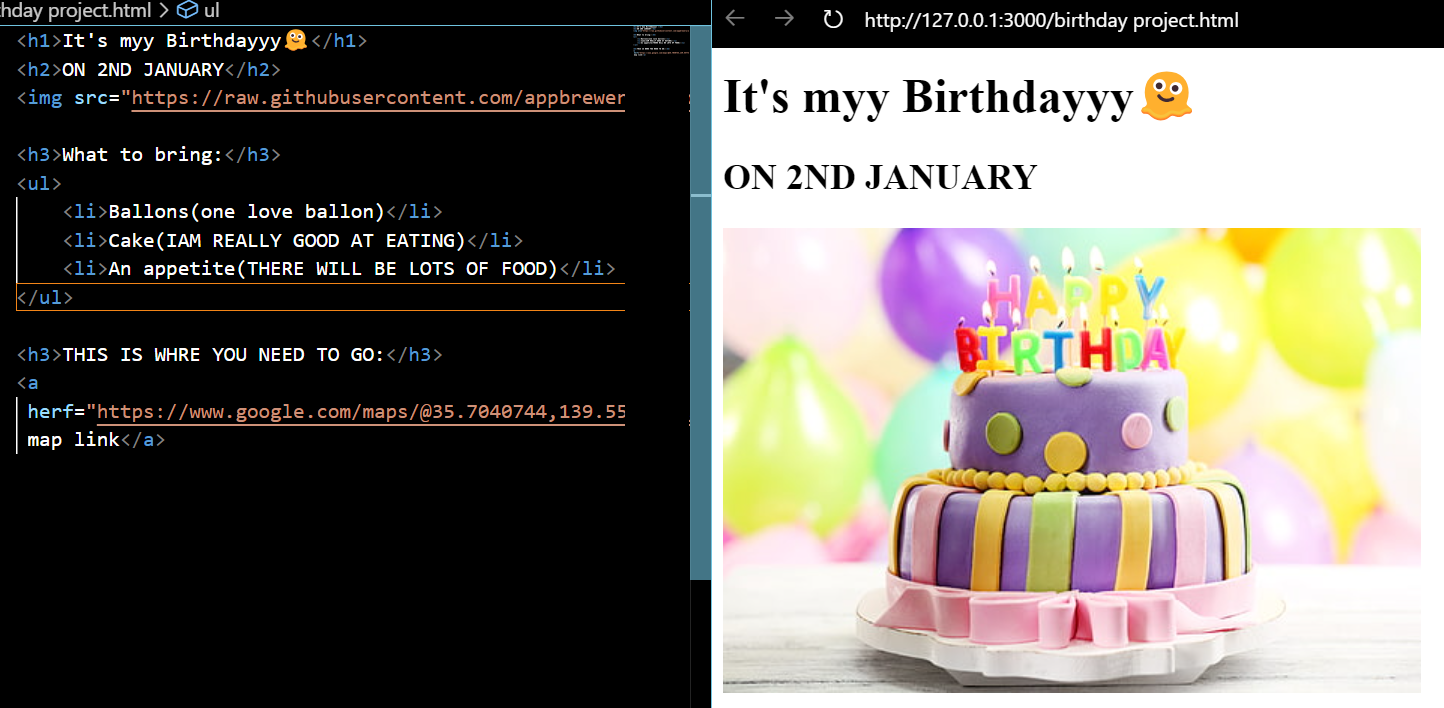 thday project.html > ul
<h1>It's myy Birthdayyy🫠</h1>
<h2>ON 2ND JANUARY</h2>
<img src="https://raw.githubusercontent.com/appbrewer
<h3>What to bring:</h3>
<ul>
<li>Ballons(one love ballon)</li>
<li>Cake(IAM REALLY GOOD AT EATING)</li>
<li>An appetite(THERE WILL BE LOTS OF FOOD)</li>
</ul>
<h3>THIS IS WHRE YOU NEED TO GO:</h3>
<a
herf="https://www.google.com/maps/@35.7040744,139.55
map link</a>
http://127.0.0.1:3000/birthday project.html
It's myy Birthdayyy🫠
ON 2ND JANUARY
HAPPY
BIRTHDAY